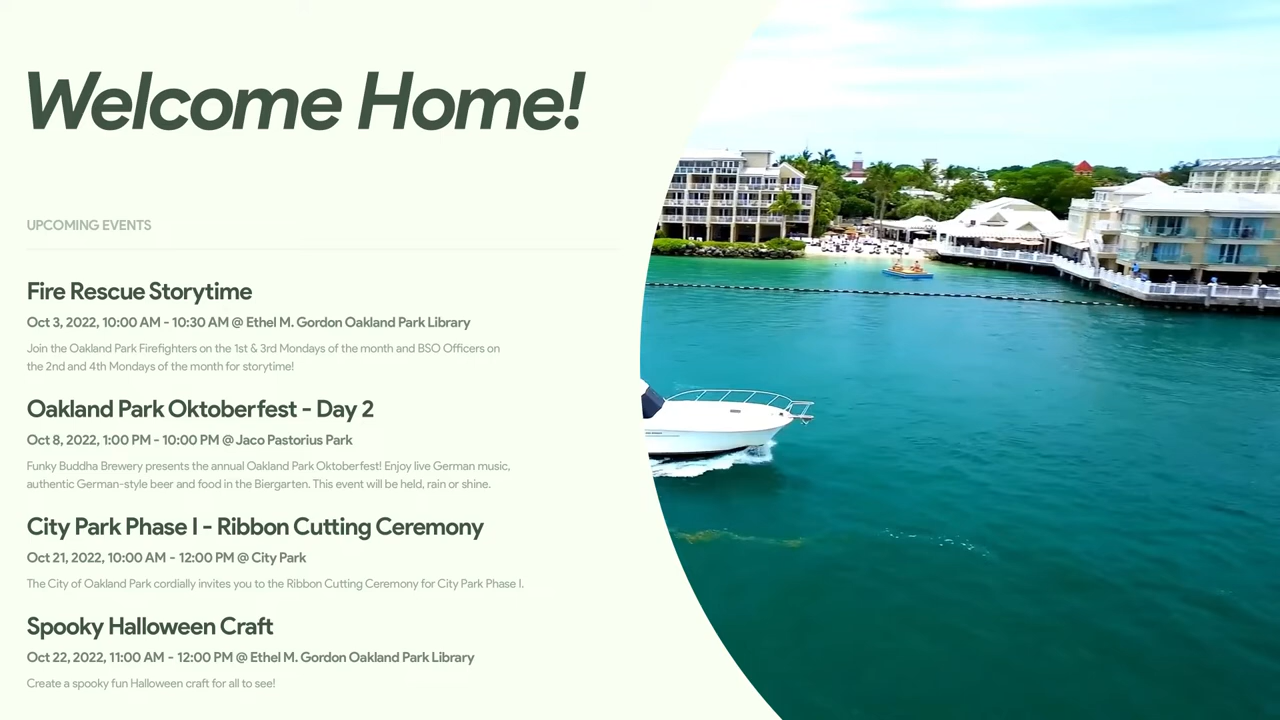 Welcome Home!
UPCOMING EVENTS
Fire Rescue Storytime
Oct 3, 2022, 10:00 AM - 10:30 AM @ Ethel M. Gordon Oakland Park Library
Join the Oakland Park Firefighters on the 1st & 3rd Mondays of the month and BSO Officers on
the 2nd and 4th Mondays of the month for storytime!
Oakland Park Oktoberfest - Day 2
Oct 8, 2022, 1:00 PM - 10:00 PM @ Jaco Pastorius Park
Funky Buddha Brewery presents the annual Oakland Park Oktoberfest! Enjoy live German music,
authentic German-style beer and food in the Biergarten. This event will be held, rain or shine.
City Park Phase I - Ribbon Cutting Ceremony
Oct 21, 2022, 10:00 AM - 12:00 PM @ City Park
The City of Oakland Park cordially invites you to the Ribbon Cutting Ceremony for City Park Phase I.
Spooky Halloween Craft
Oct 22, 2022, 11:00 AM - 12:00 PM @ Ethel M. Gordon Oakland Park Library
Create a spooky fun Halloween craft for all to see!